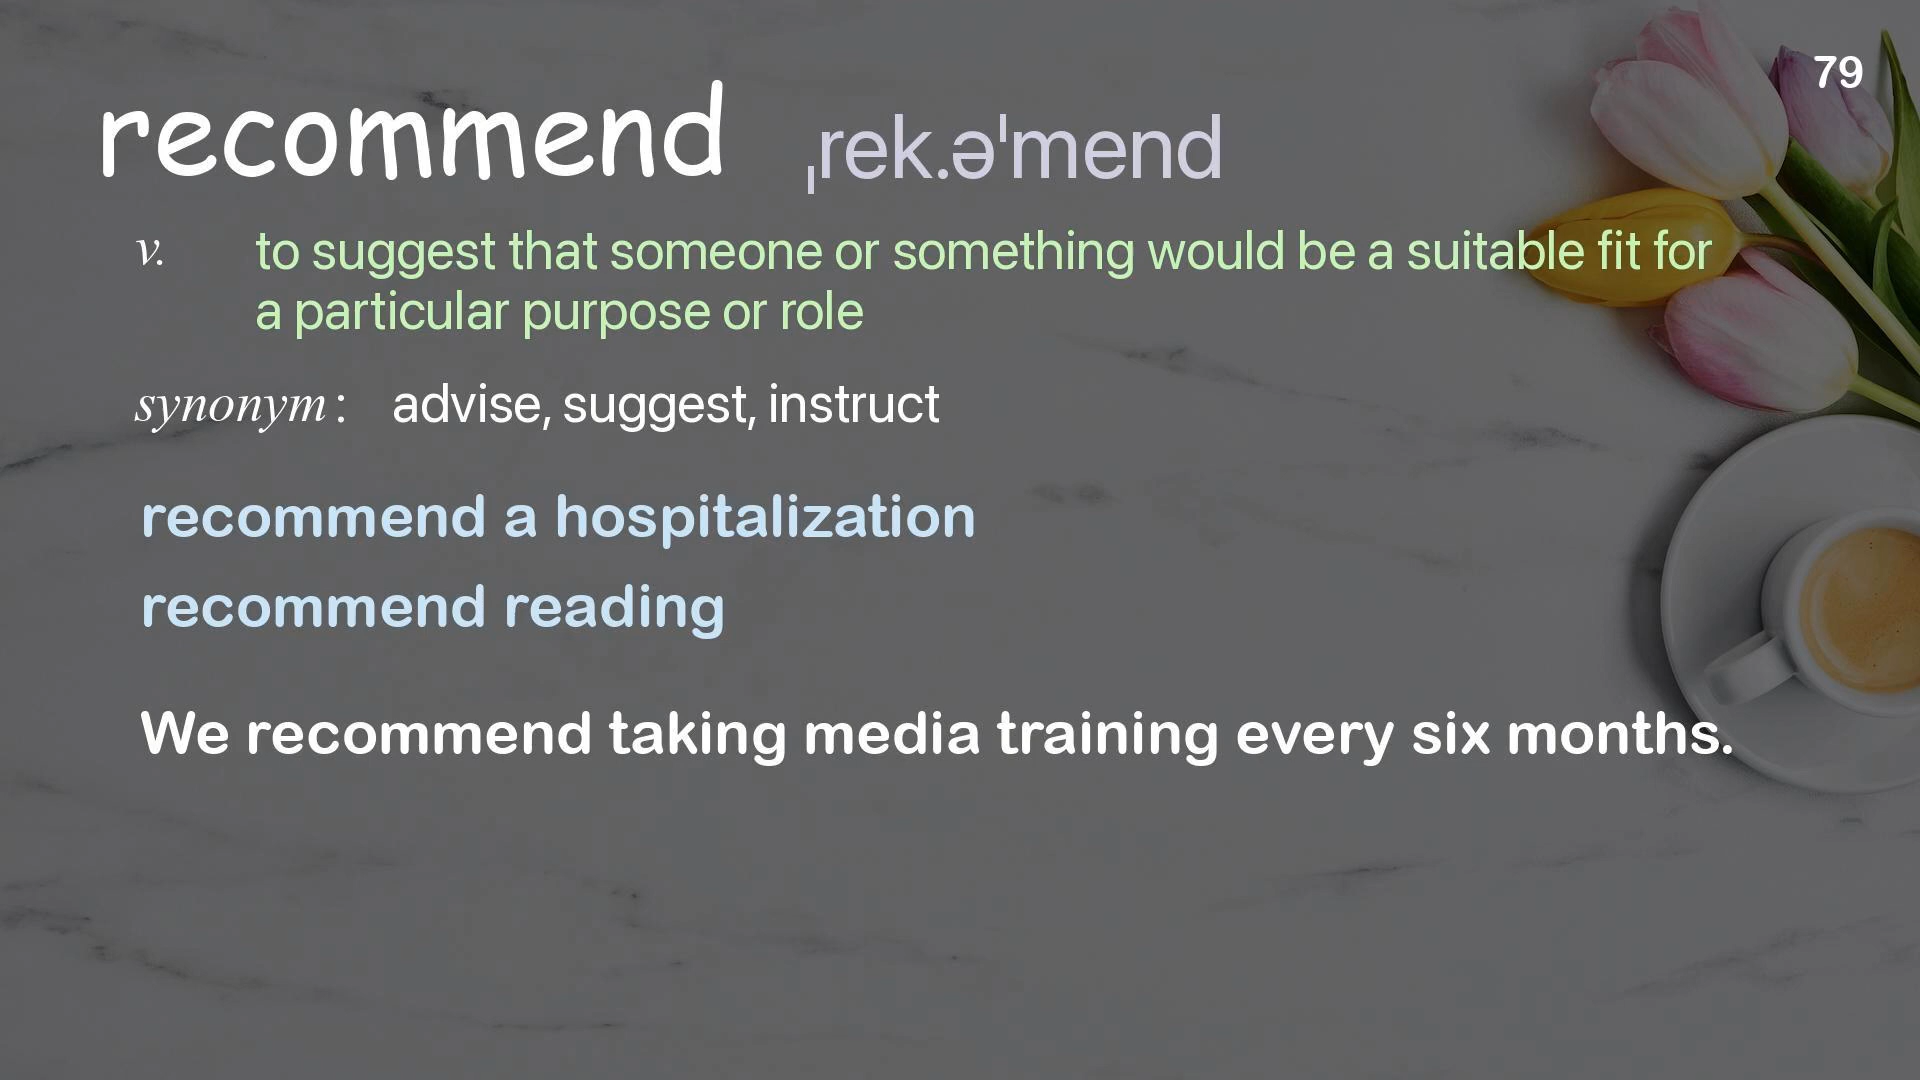 79
recommend ˌrek.əˈmend
v. to suggest that someone or something would be a suitable fit for
a particular purpose or role
synonym: advise, suggest, instruct
recommend a hospitalization
recommend reading
We recommend taking media training every six months.